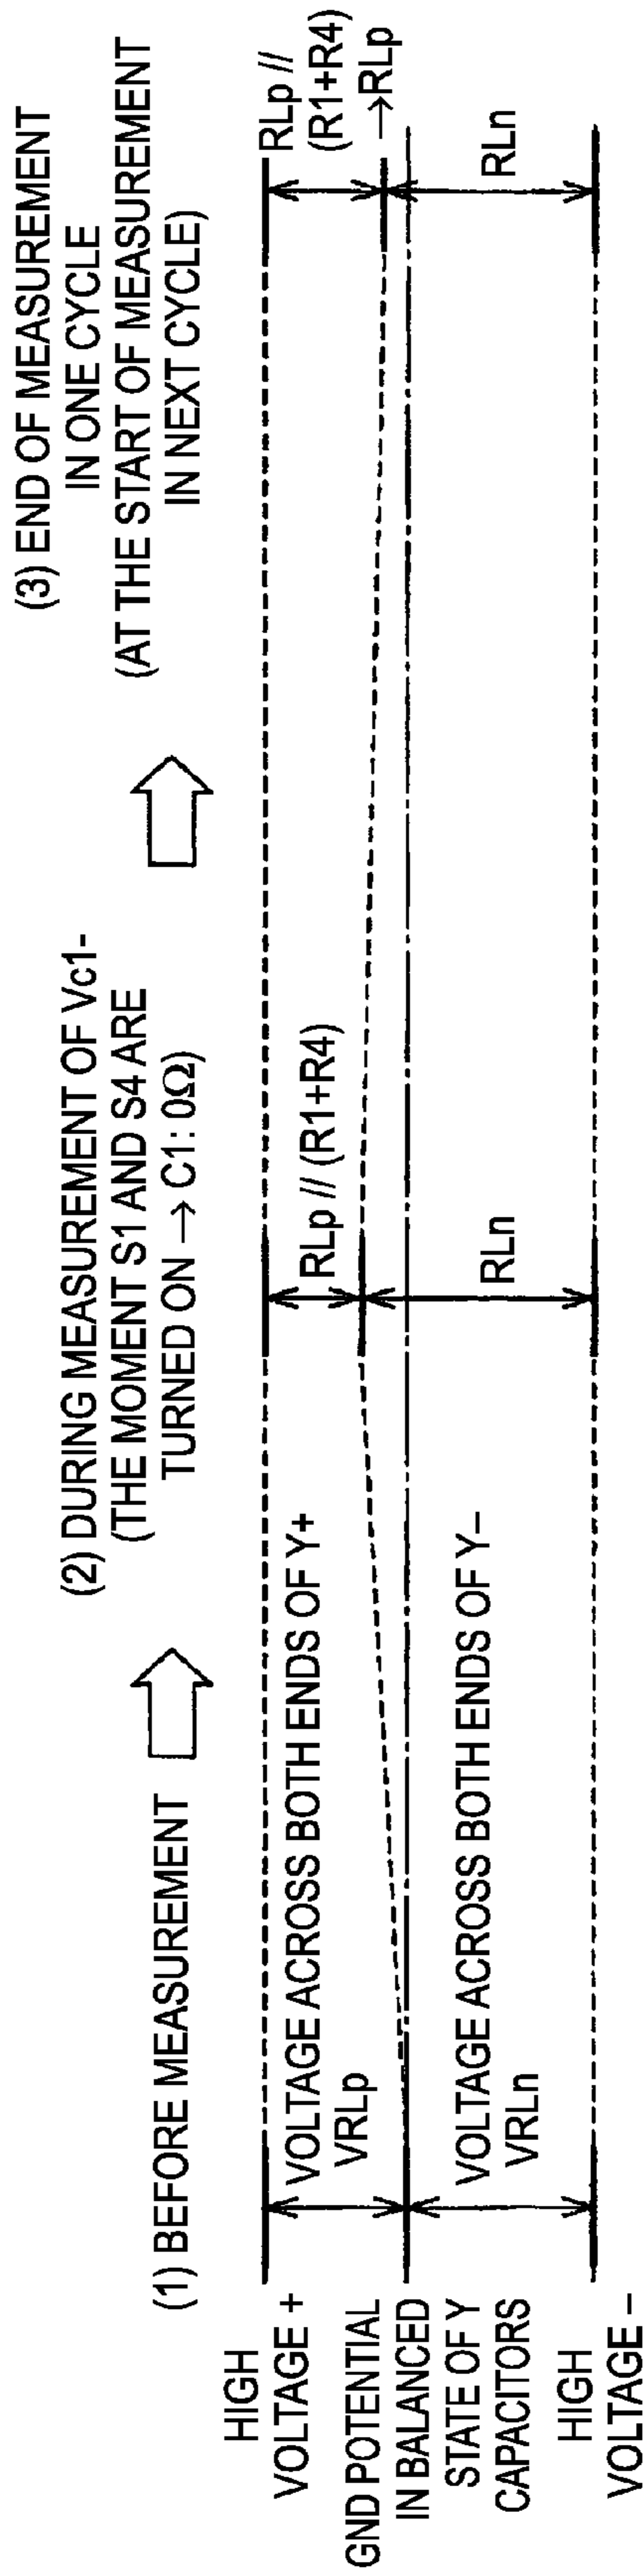 (1) BEFORE MEASUREMENT
(2) DURING MEASUREMENT OF Vc1-
(THE MOMENT S1 AND S4 ARE
TURNED ON → C1: 0Ω)
(3) END OF MEASUREMENT
IN ONE CYCLE
(AT THE START OF MEASUREMENT
IN NEXT CYCLE)
HIGH
VOLTAGE +
GND POTENTIAL
IN BALANCED
STATE OF Y
CAPACITORS
HIGH
VOLTAGE −
VOLTAGE ACROSS BOTH ENDS OF Y+
VRLp
VOLTAGE ACROSS BOTH ENDS OF Y−
VRLn
RLp // (R1+R4)
RLn
RLp //
(R1+R4)
→RLp
RLn